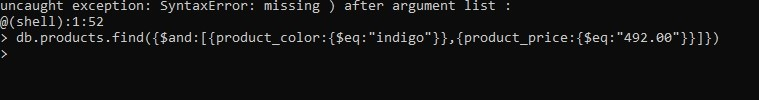 uncaught exception: SyntaxError: missing ) after argument list :
@(shell):1:52
> db.products.find({$and:[{product_color:{$eq:"indigo"}},{product_price:{$eq:"492.00"}}]})
>